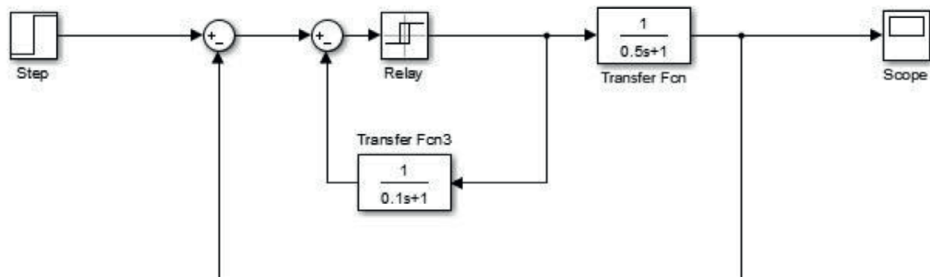 Step
+
-
+
-
Relay
1
0.5s+1
Transfer Fcn
Scope
Transfer Fcn3
1
0.1s+1